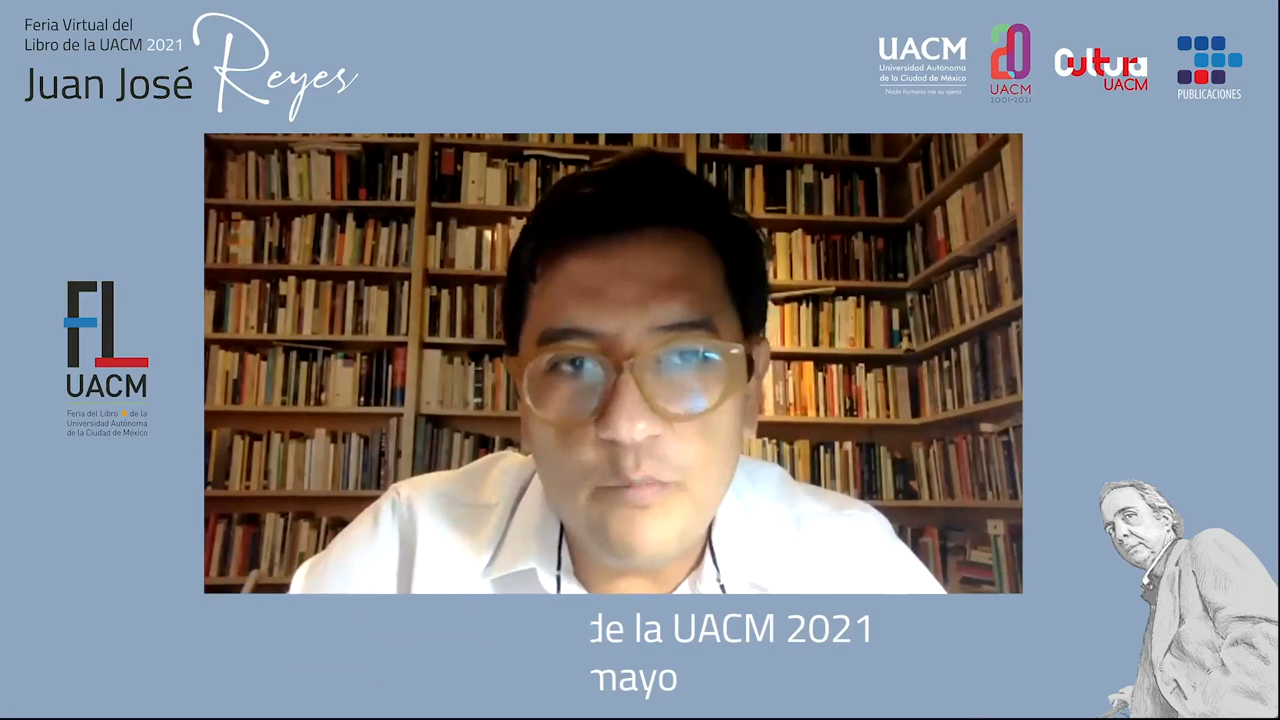 Feria Virtual del
Libro de la UACM 2021
Juan José Reyes
UACM
Universidad Autónoma
de la Ciudad de México
Nada humano me es ajeno
20
UACM
2001-2021
Cultura
UACM
PUBLICACIONES
FL
UACM
Feria del Libro de la
Universidad Autónoma
de la Ciudad de México
de la UACM 2021
mayo